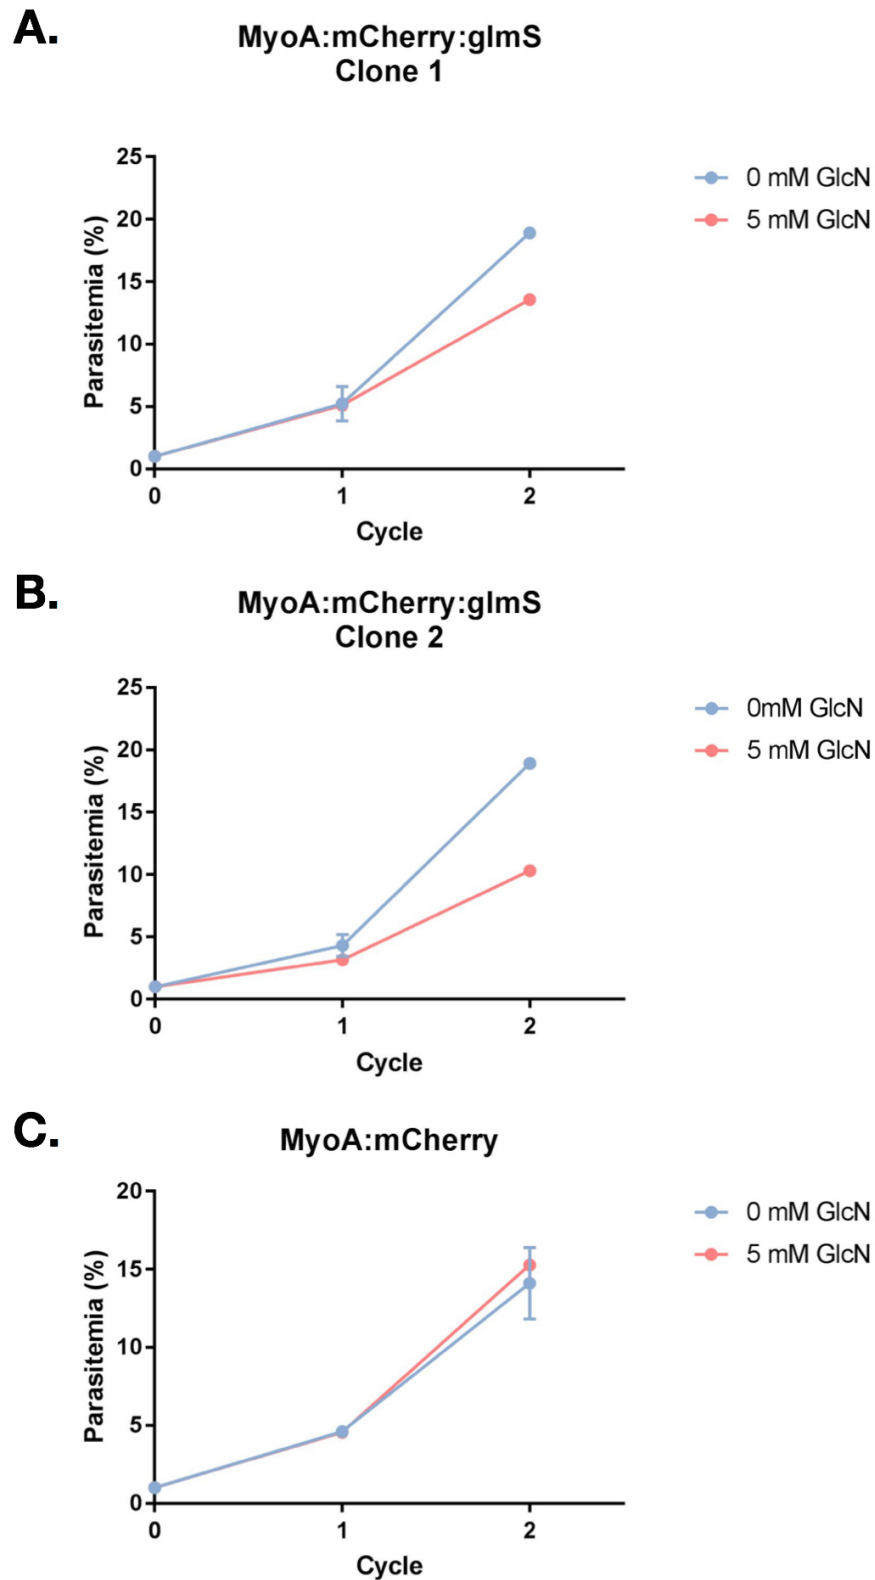 A.
MyoA:mCherry:glmS
Clone 1
25
20
15
10
5
0
Parasitemia (%)
0 1 2
Cycle
0 mM GlcN
5 mM GlcN
B.
MyoA:mCherry:glmS
Clone 2
25
20
15
10
5
0
Parasitemia (%)
0 1 2
Cycle
0mM GlcN
5 mM GlcN
C.
MyoA:mCherry
20
15
10
5
0
Parasitemia (%)
0 1 2
Cycle
0 mM GlcN
5 mM GlcN